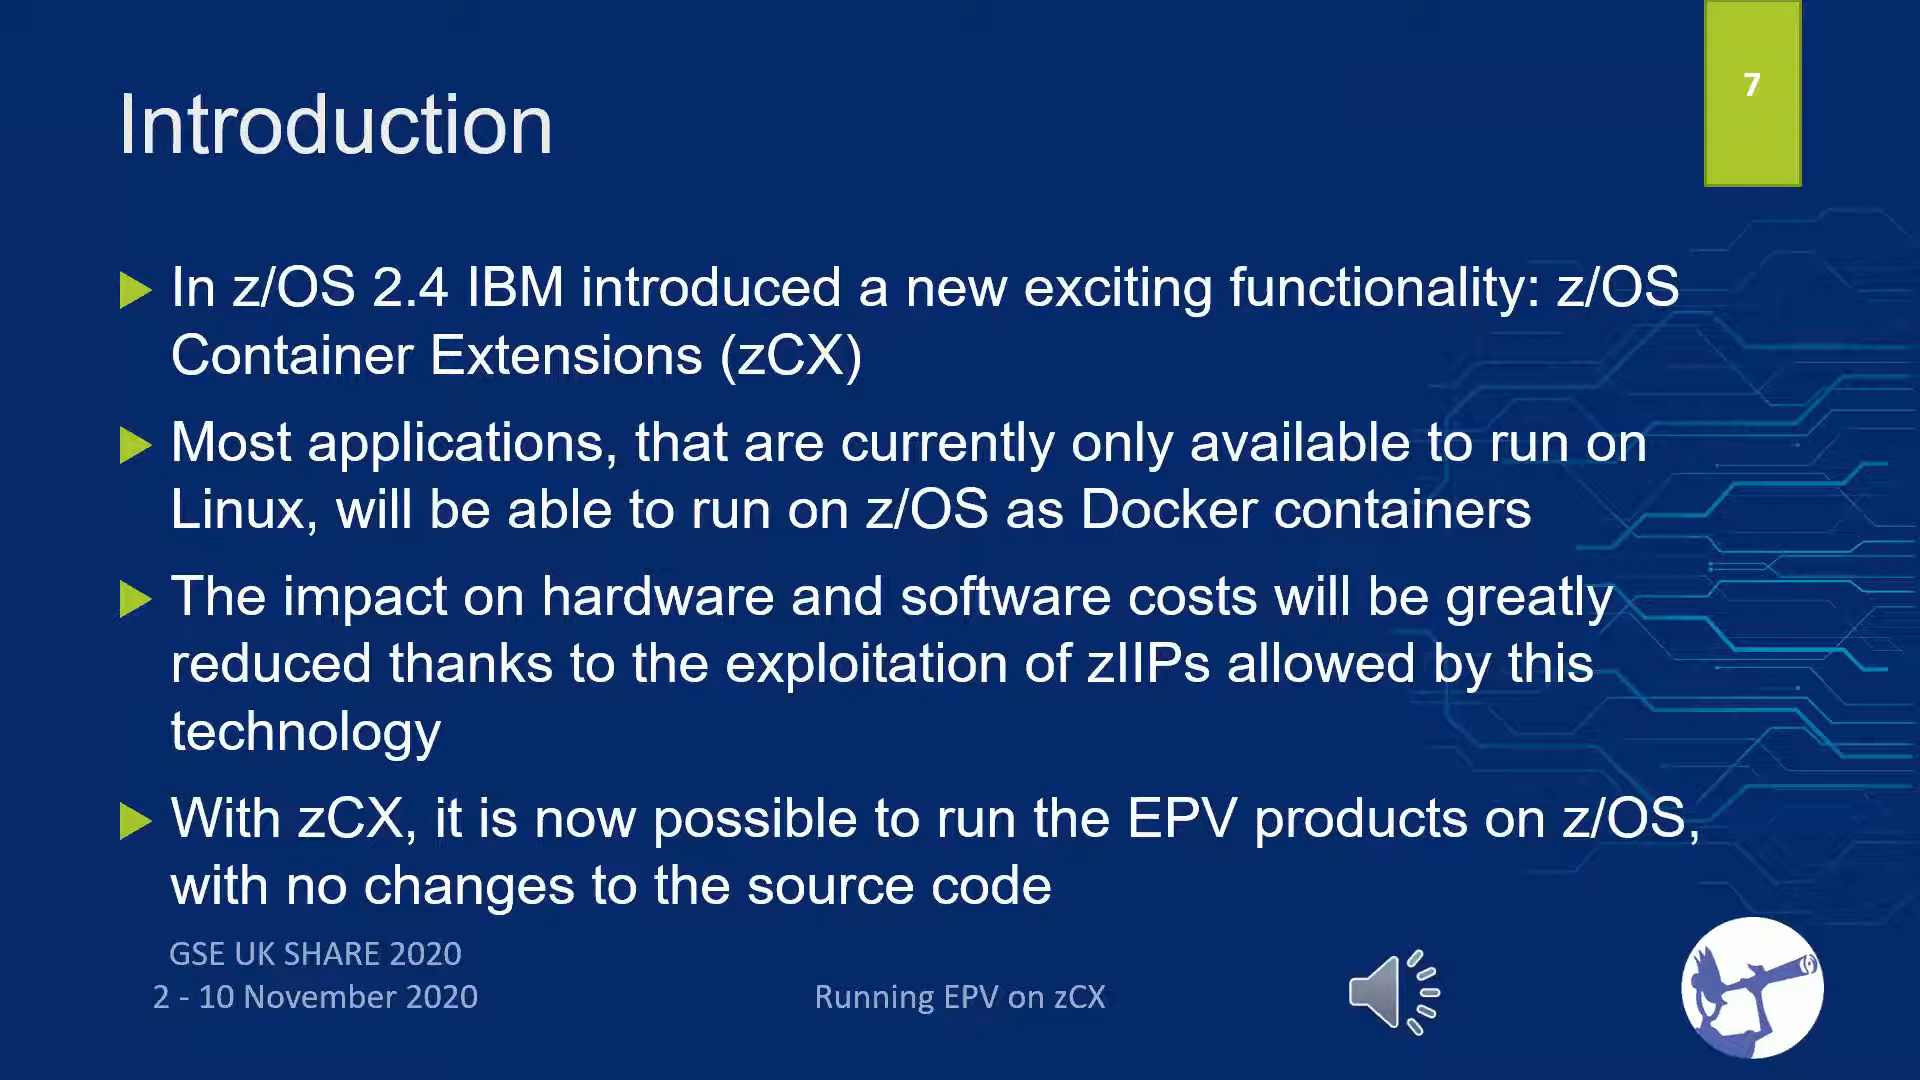 7
Introduction
In z/OS 2.4 IBM introduced a new exciting functionality: z/OS
Container Extensions (zCX)
Most applications, that are currently only available to run on
Linux, will be able to run on z/OS as Docker containers
The impact on hardware and software costs will be greatly
reduced thanks to the exploitation of zIIPs allowed by this
technology
With zCX, it is now possible to run the EPV products on z/OS,
with no changes to the source code
GSE UK SHARE 2020
2 - 10 November 2020
Running EPV on zCX